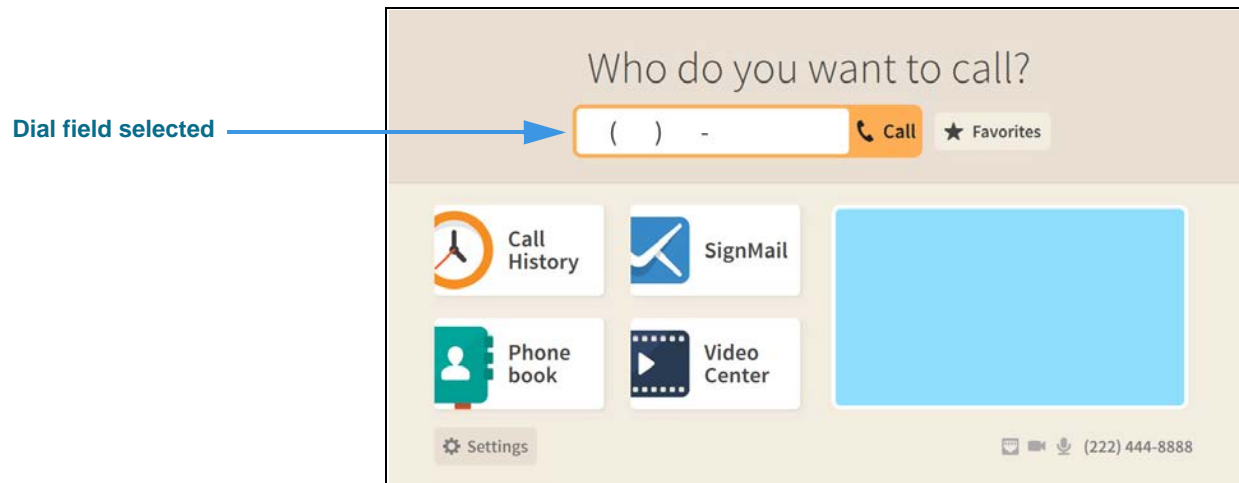 Who do you want to call?
Dial field selected
( ) -
Call
Favorites
Call
History
SignMail
Phone
book
Video
Center
Settings
(222) 444-8888